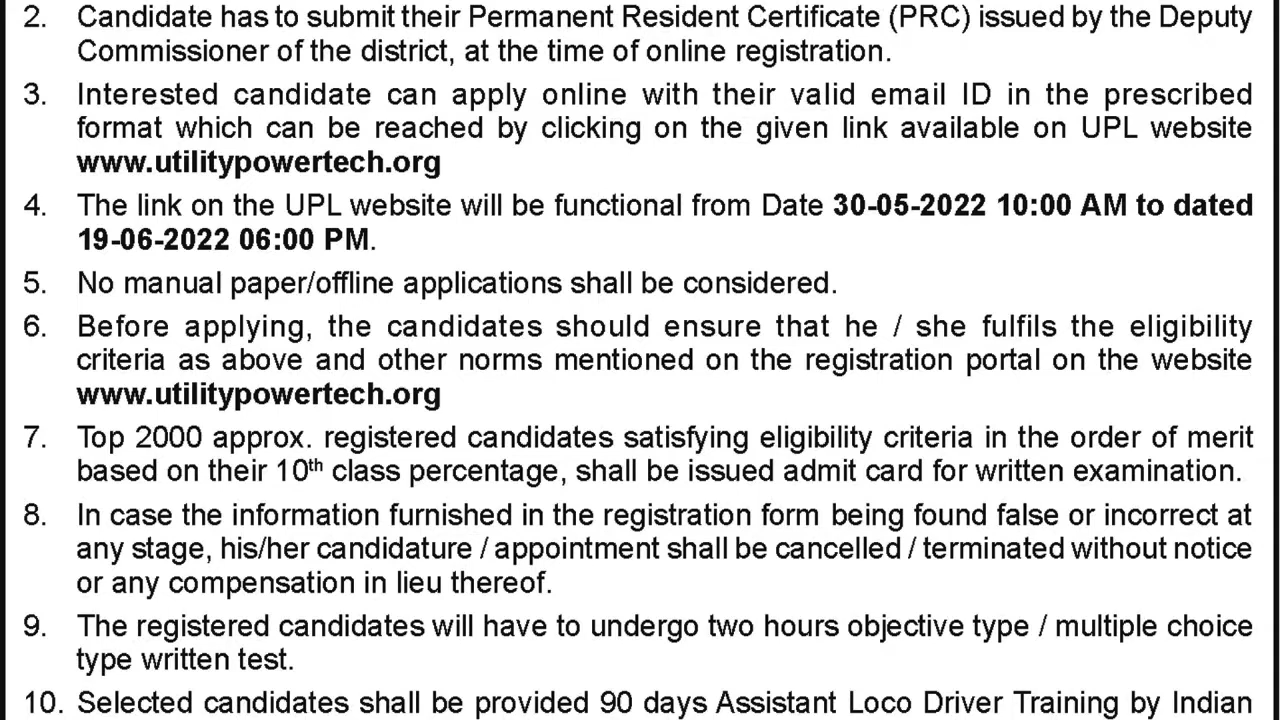 2. Candidate has to submit their Permanent Resident Certificate (PRC) issued by the Deputy
Commissioner of the district, at the time of online registration.
3. Interested candidate can apply online with their valid email ID in the prescribed
format which can be reached by clicking on the given link available on UPL website
www.utilitypowertech.org
4. The link on the UPL website will be functional from Date 30-05-2022 10:00 AM to dated
19-06-2022 06:00 PM.
5. No manual paper/offline applications shall be considered.
6. Before applying, the candidates should ensure that he / she fulfils the eligibility
criteria as above and other norms mentioned on the registration portal on the website
www.utilitypowertech.org
7. Top 2000 approx. registered candidates satisfying eligibility criteria in the order of merit
based on their 10th class percentage, shall be issued admit card for written examination.
8. In case the information furnished in the registration form being found false or incorrect at
any stage, his/her candidature / appointment shall be cancelled / terminated without notice
or any compensation in lieu thereof.
9. The registered candidates will have to undergo two hours objective type / multiple choice
type written test.
10. Selected candidates shall be provided 90 days Assistant Loco Driver Training by Indian